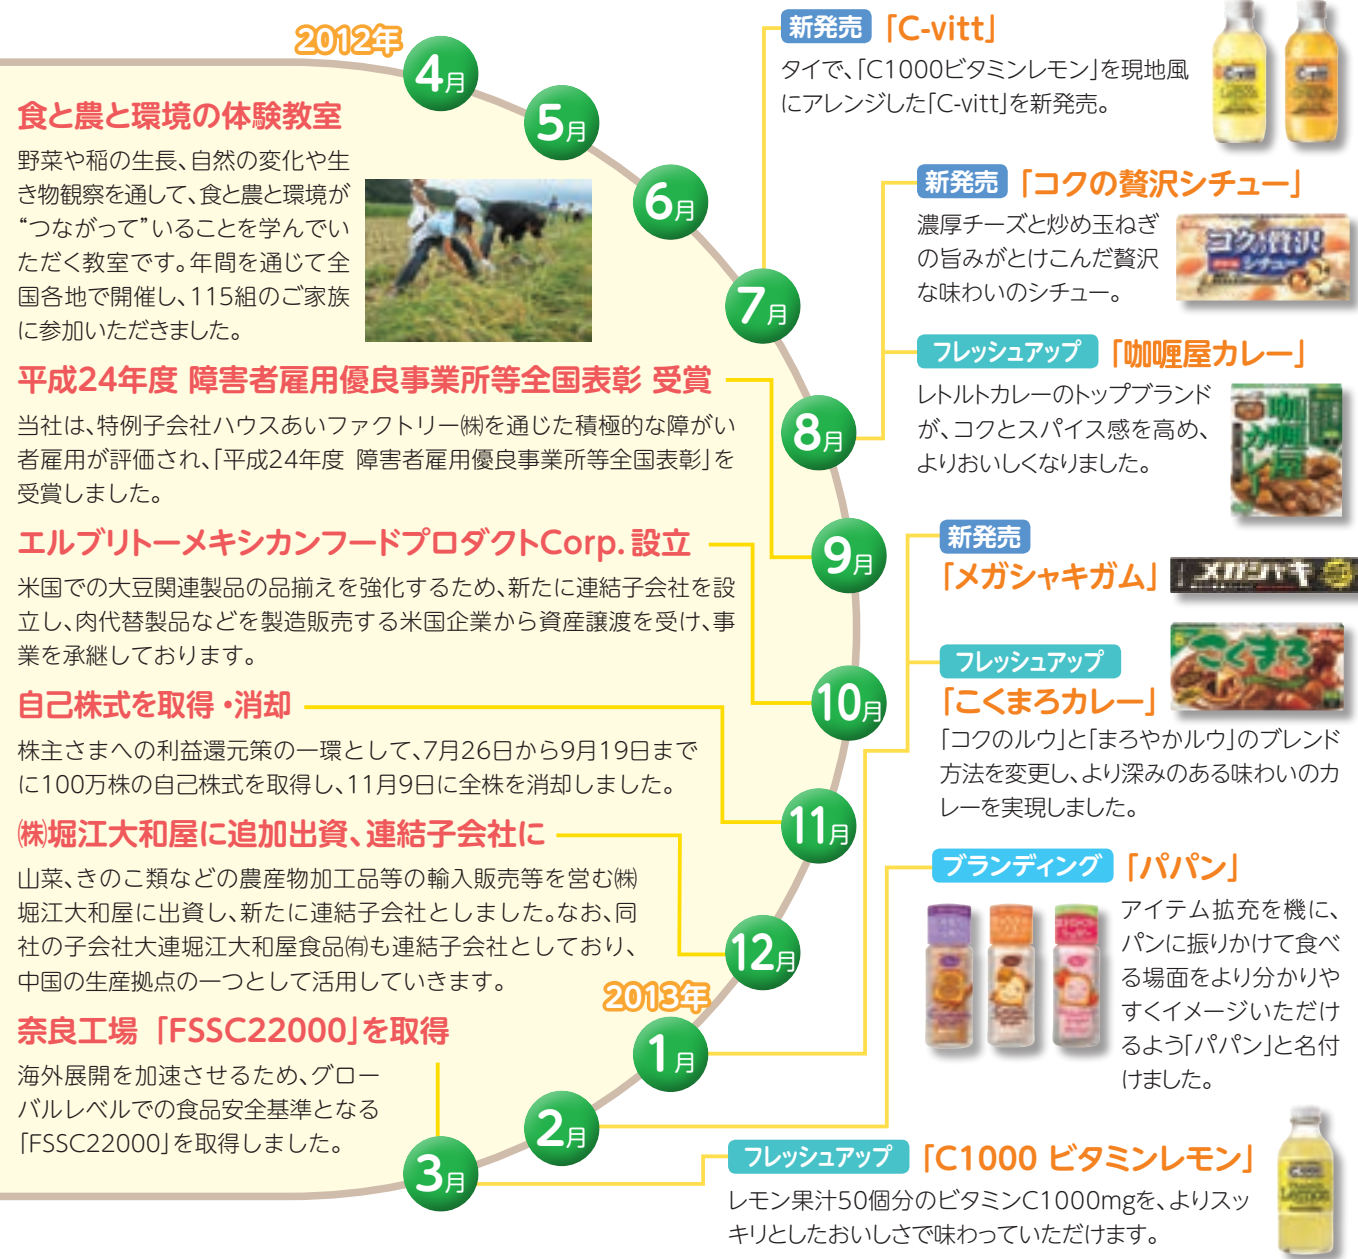 2012年
4月
5月
6月
7月
8月
9月
10月
11月
12月
2013年
1月
2月
3月
食と農と環境の体験教室
野菜や稲の生長、自然の変化や生
き物観察を通して、食と農と環境が
“つながって”いることを学んでい
ただく教室です。年間を通じて全
国各地で開催し、115組のご家族
に参加いただきました。
平成24年度 障害者雇用優良事業所等全国表彰 受賞
当社は、特例子会社ハウスあいファクトリー㈱を通じた積極的な障がい
者雇用が評価され、「平成24年度 障害者雇用優良事業所等全国表彰」を
受賞しました。
エルブリトーメキシカンフードプロダクトCorp. 設立
米国での大豆関連製品の品揃えを強化するため、新たに連結子会社を設
立し、肉代替製品などを製造販売する米国企業から資産譲渡を受け、事
業を承継しております。
自己株式を取得・消却
株主さまへの利益還元策の一環として、7月26日から9月19日まで
に100万株の自己株式を取得し、11月9日に全株を消却しました。
㈱堀江大和屋に追加出資、連結子会社に
山菜、きのこ類などの農産物加工品等の輸入販売等を営む㈱
堀江大和屋に出資し、新たに連結子会社としました。なお、同
社の子会社大連堀江大和屋食品㈲も連結子会社としており、
中国の生産拠点の一つとして活用していきます。
奈良工場 「FSSC22000」を取得
海外展開を加速させるため、グロー
バルレベルでの食品安全基準となる
「FSSC22000」を取得しました。
新発売 「C-vitt」
タイで、「C1000ビタミンレモン」を現地風
にアレンジした「C-vitt」を新発売。
C-vitt
C-vitt
新発売 「コクの贅沢シチュー」
濃厚チーズと炒め玉ねぎ
の旨みがとけこんだ贅沢
な味わいのシチュー。
コクの贅沢
シチュー
フレッシュアップ 「咖喱屋カレー」
レトルトカレーのトップブランド
が、コクとスパイス感を高め、
よりおいしくなりました。
咖喱屋
カレー
新発売
「メガシャキガム」
メガシャキ
フレッシュアップ
「こくまろカレー」
こくまろ
「コクのルウ」と「まろやかルウ」のブレンド
方法を変更し、より深みのある味わいのカ
レーを実現しました。
ブランディング 「パパン」
アイテム拡充を機に、
パンに振りかけて食べ
る場面をより分かりや
すくイメージいただけ
るよう「パパン」と名付
けました。
フレッシュアップ 「C1000 ビタミンレモン」
レモン果汁50個分のビタミンC1000mgを、よりスッ
キリとしたおいしさで味わっていただけます。
Lemon